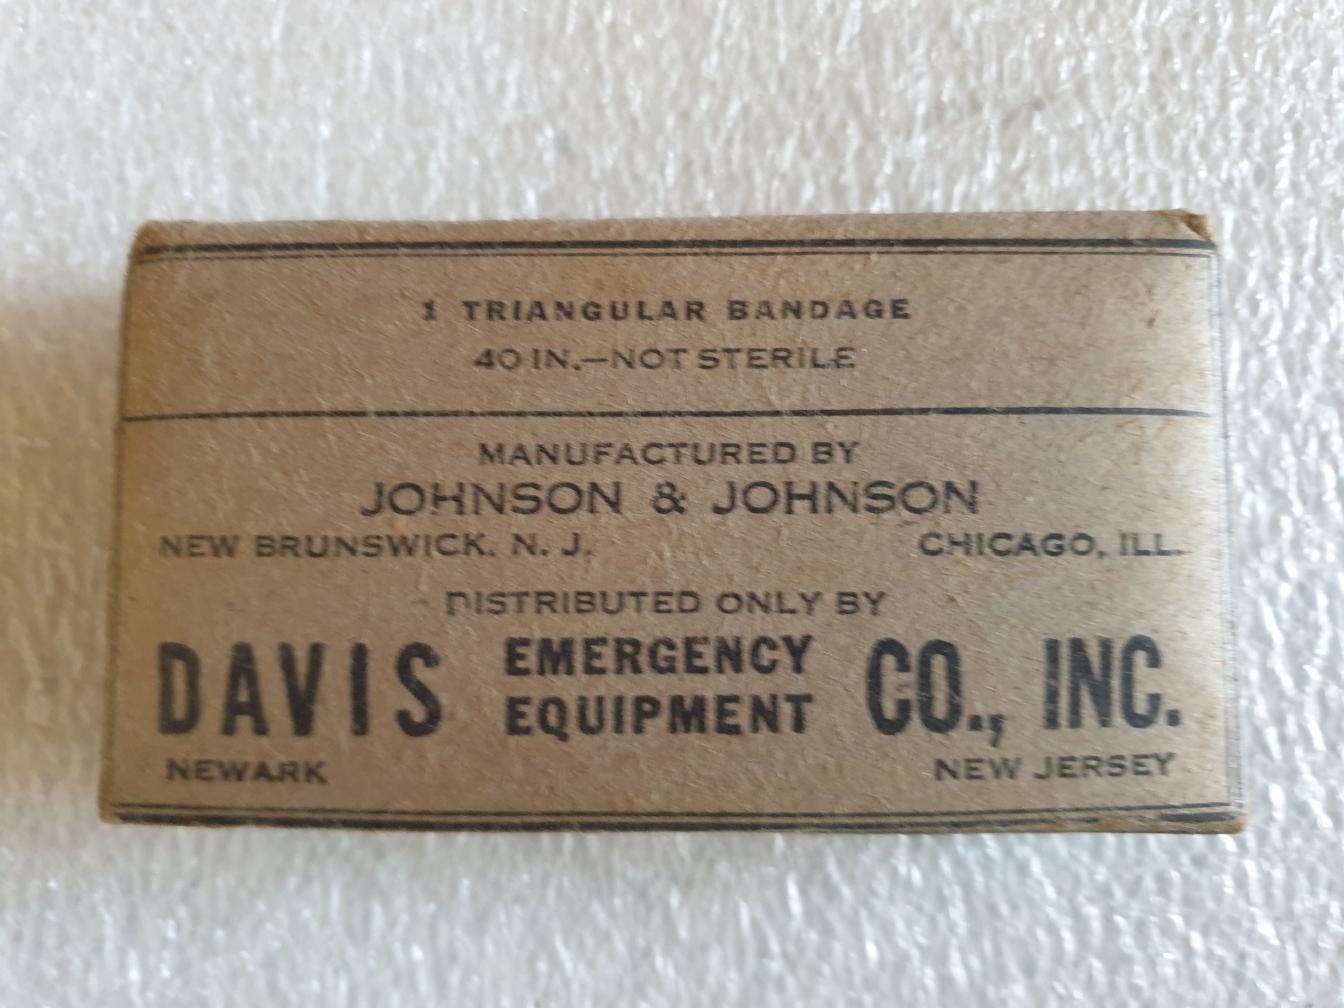 1 TRIANGULAR BANDAGE
40 IN.—NOT STERILE
MANUFACTURED BY
JOHNSON & JOHNSON
NEW BRUNSWICK. N. J. CHICAGO, ILL.
DISTRIBUTED ONLY BY
DAVIS EMERGENCY EQUIPMENT CO., INC.
NEWARK NEW JERSEY